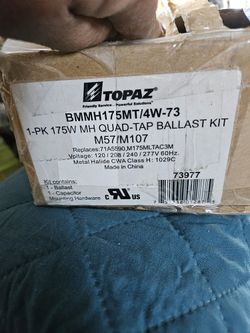 TOPAZ
Friendly Service - Powerful Solutions
BMMH175MT/4W-73
1-PK 175W MH QUAD-TAP BALLAST KIT
M57/M107
Replaces: 71A5590,M175MLTAC3M
Voltage: 120 / 208 / 240 / 277V 60Hz.
Metal Halide CWA Class H : 1029C
Made in China
Contains:
1 - Ballast
1 - Capacitor
Mounting Hardware
c UR US
73977